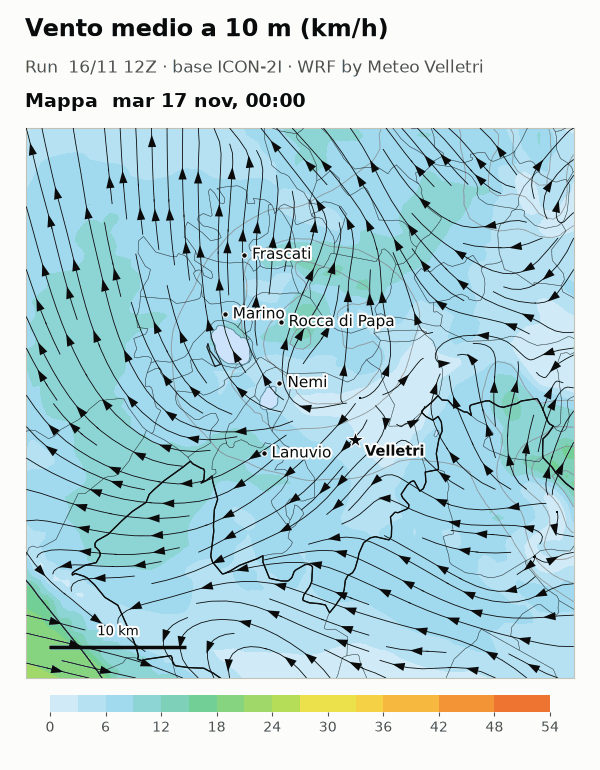 Vento medio a 10 m (km/h)
Run  16/11 12Z · base ICON-2I · WRF by Meteo Velletri
Mappa  mar 17 nov, 00:00
Frascati
Marino
Rocca di Papa
Nemi
Velletri
Lanuvio
10 km
0 6 12 18 24 30 36 42 48 54